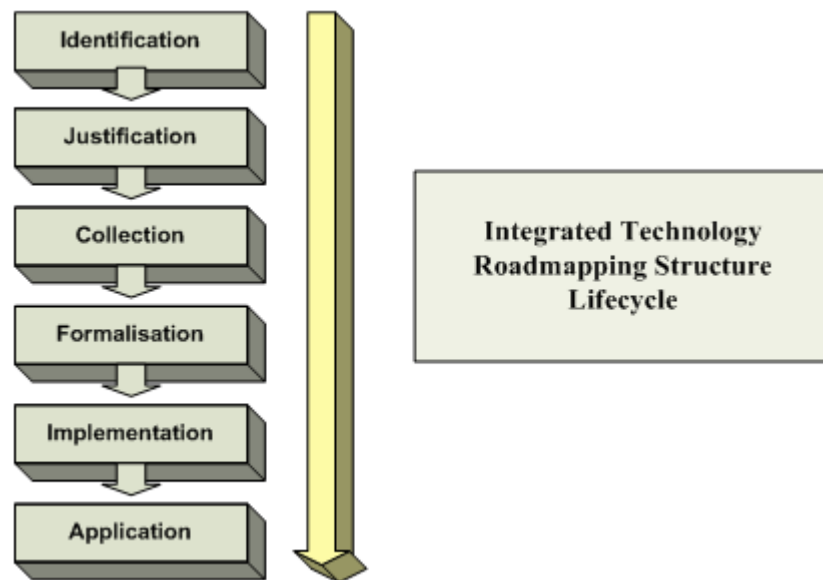 Identification
Justification
Collection
Formalisation
Implementation
Application
Integrated Technology
Roadmapping Structure
Lifecycle